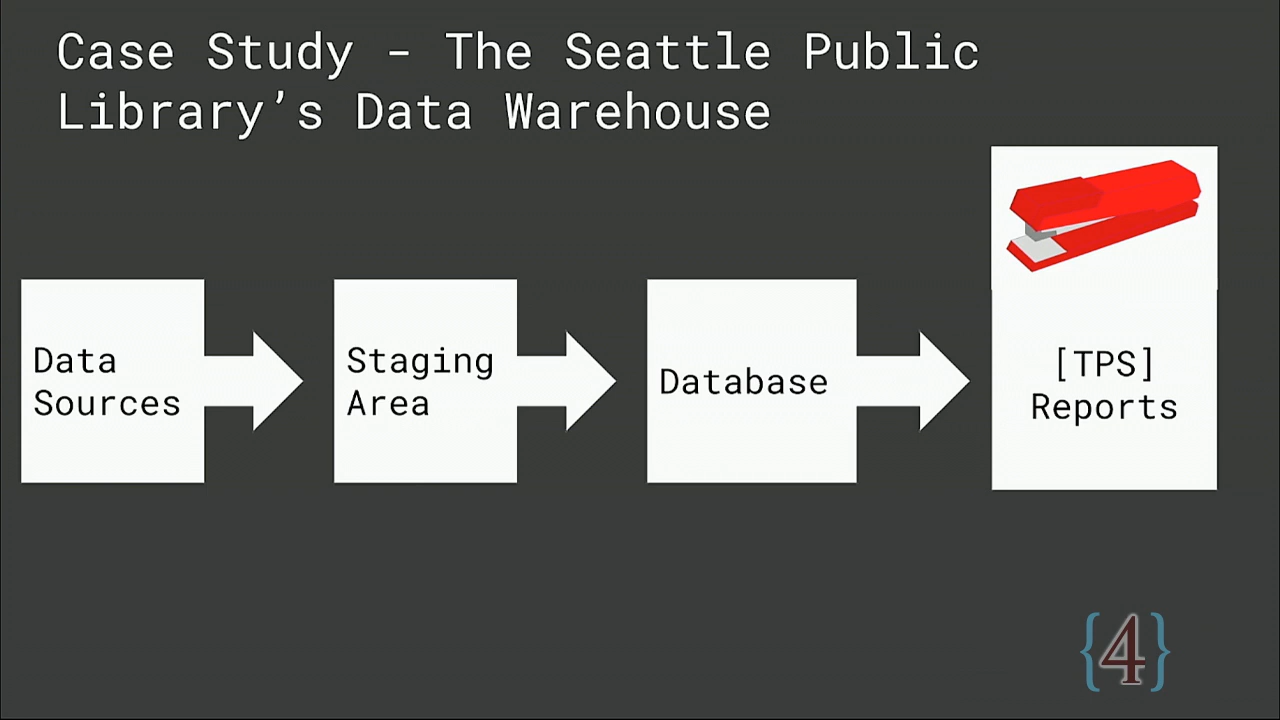 Case Study - The Seattle Public
Library’s Data Warehouse
Data
Sources
Staging
Area
Database
[TPS]
Reports
{4}